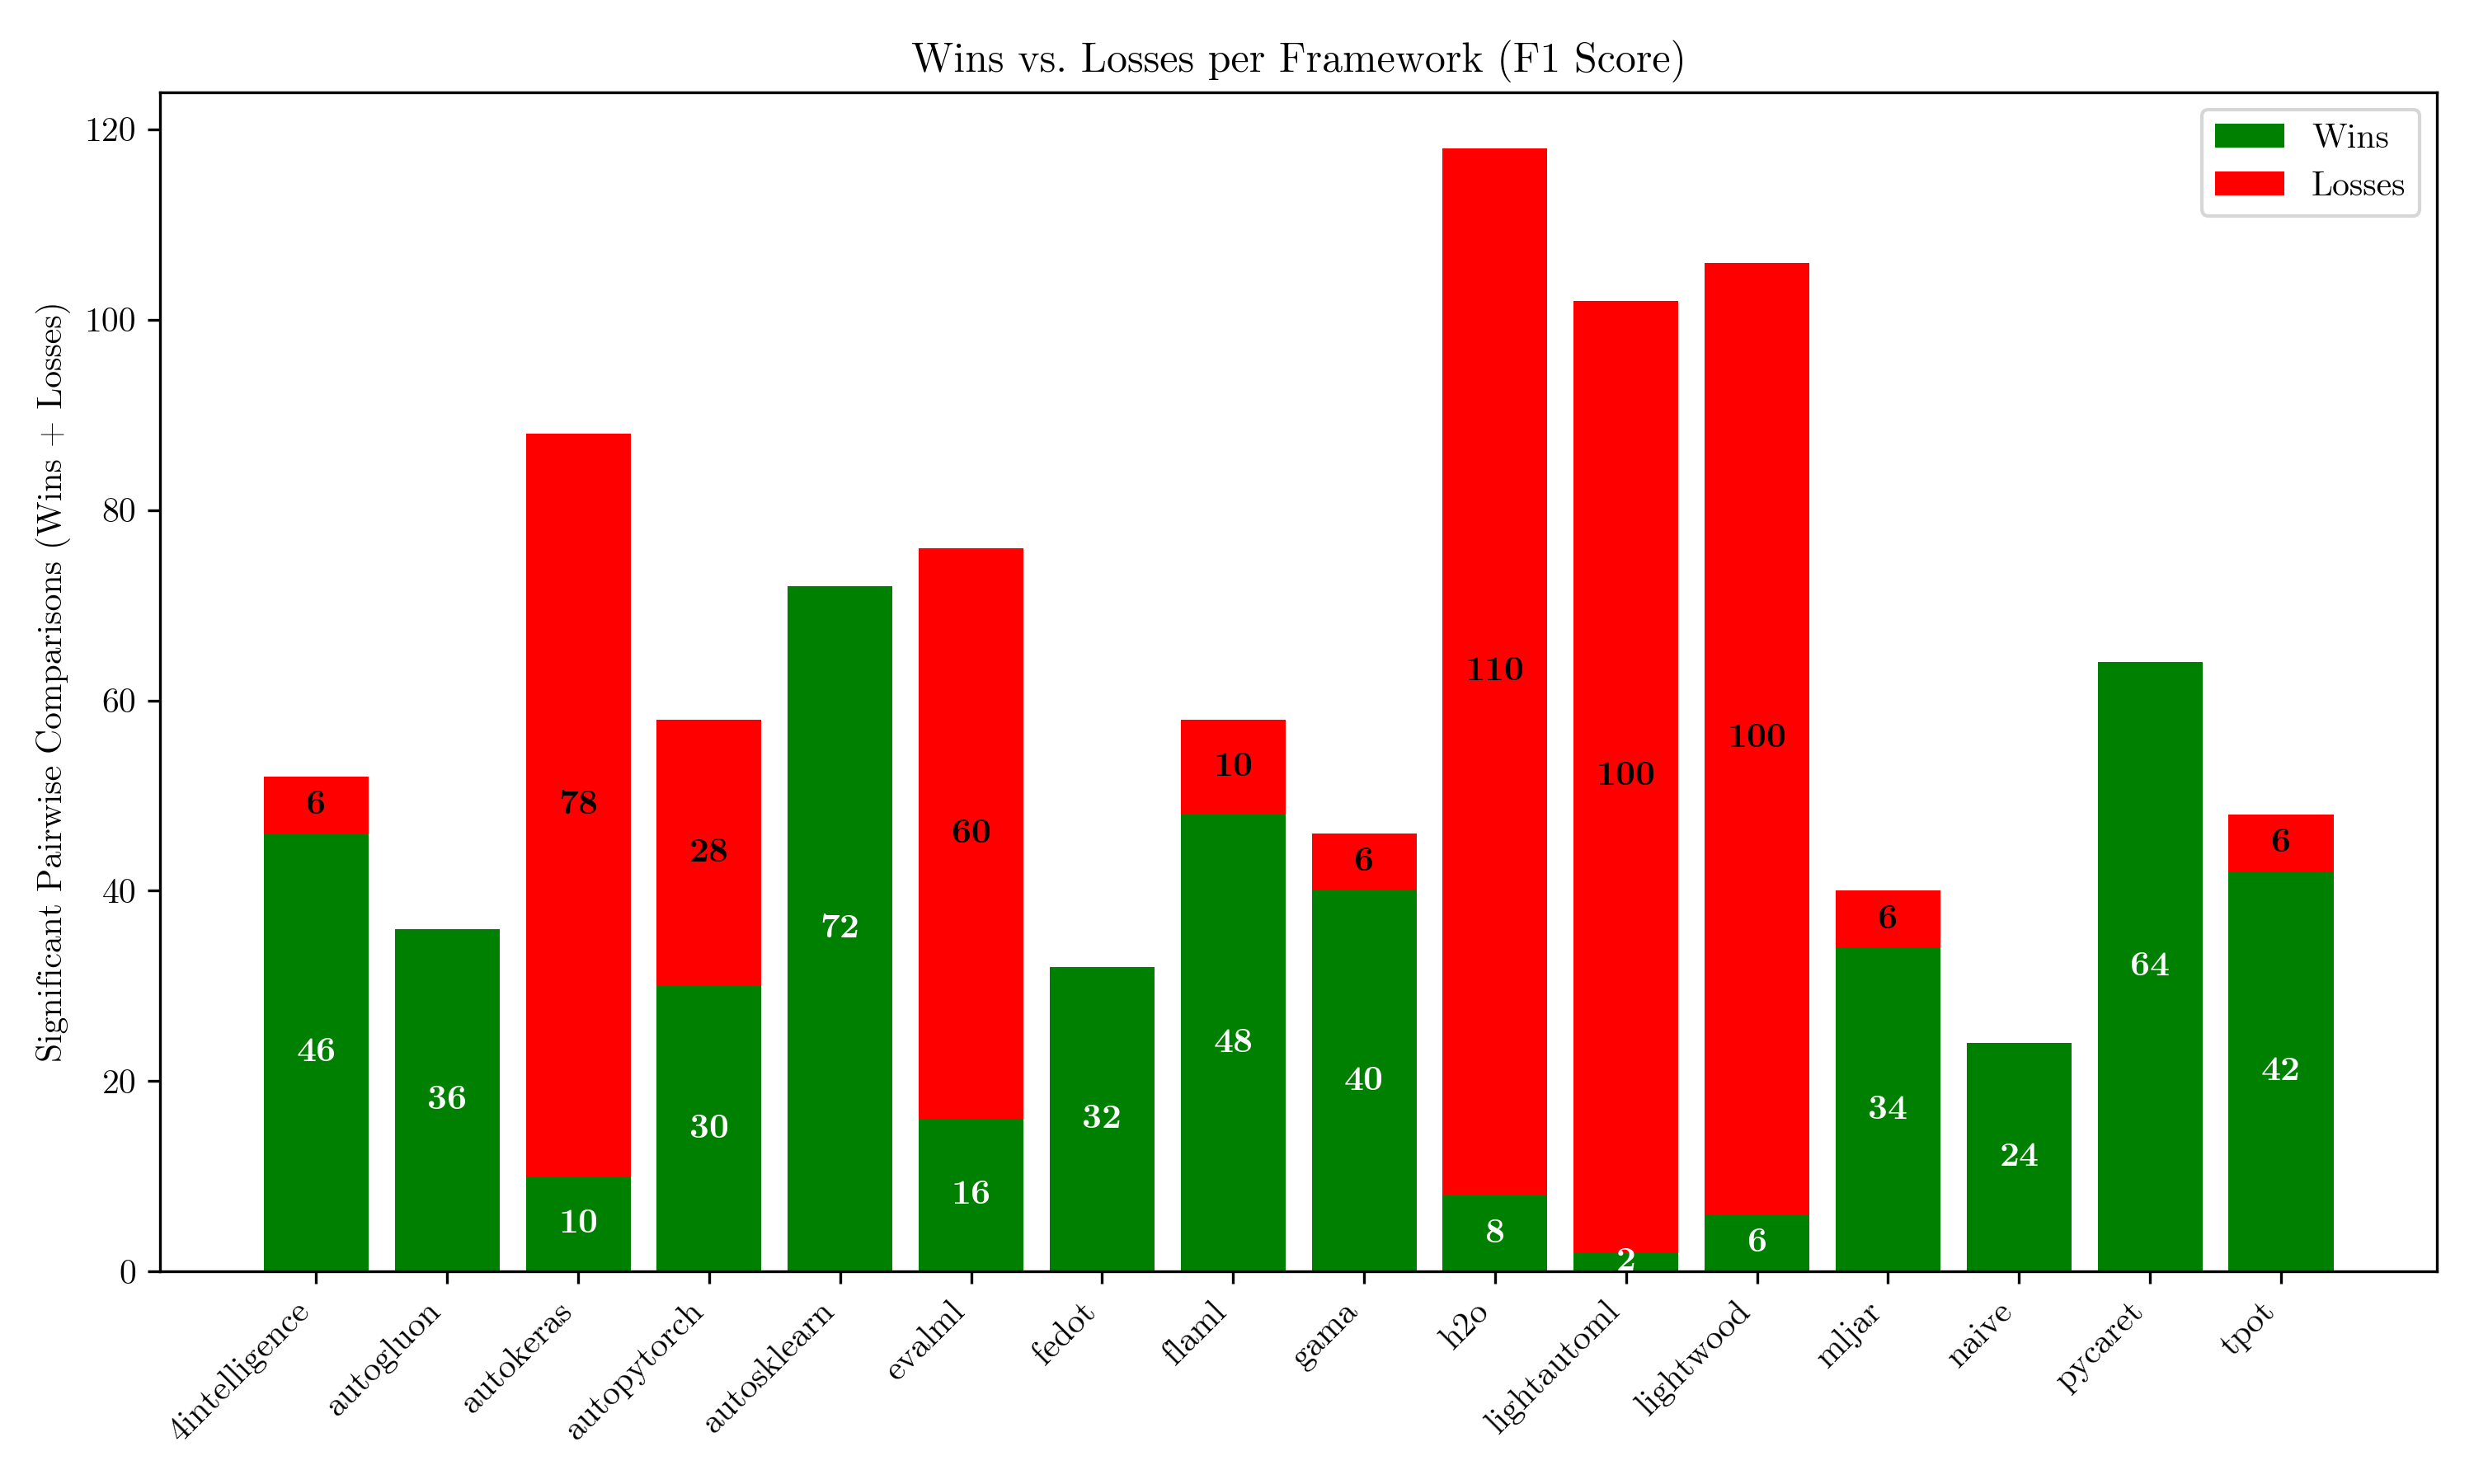 Wins vs. Losses per Framework (F1 Score)
Significant Pairwise Comparisons (Wins + Losses)
120
100
80
60
40
20
0
Wins
Losses
6
46
36
78
10
28
30
72
60
16
32
10
48
6
40
110
8
100
2
100
6
6
34
24
64
6
42
4intelligence
autogluon
autokeras
autopytorch
autosklearn
evalml
fedot
flaml
gama
h2o
lightautoml
lightwood
mljar
naive
pycaret
tpot